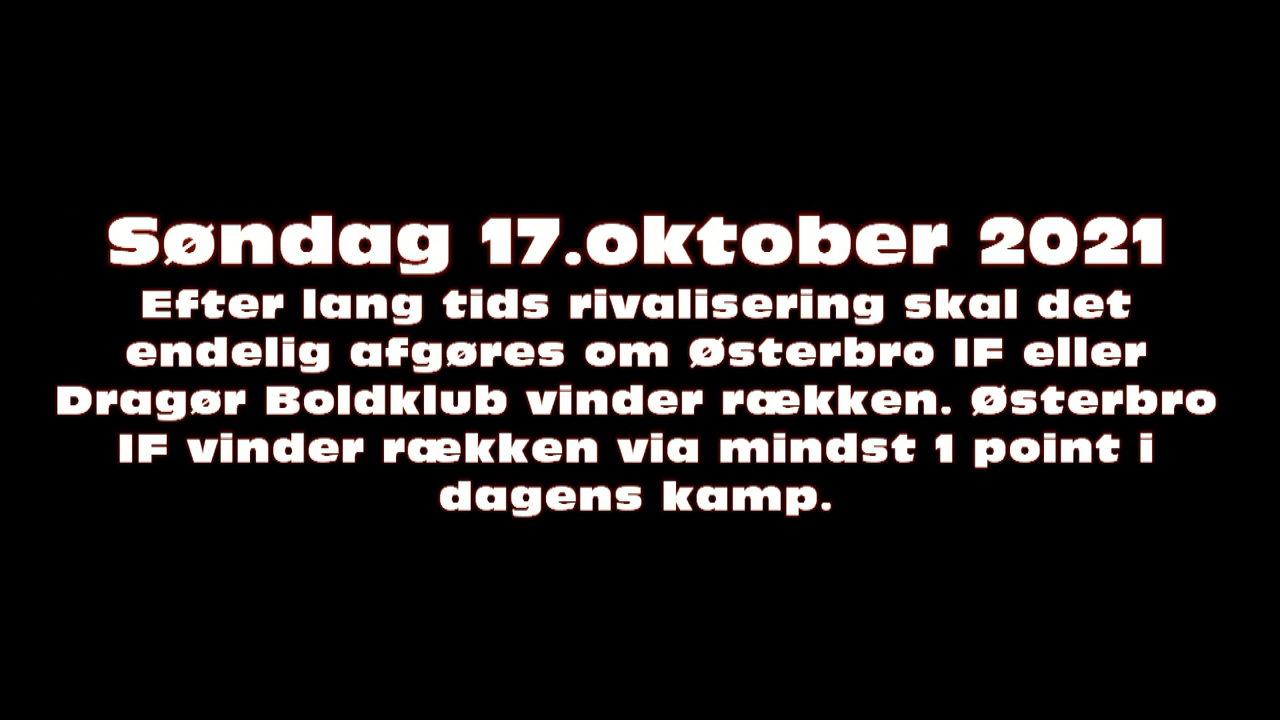 Søndag 17.oktober 2021
Efter lang tids rivalisering skal det
endelig afgøres om Østerbro IF eller
Dragør Boldklub vinder rækken. Østerbro
IF vinder rækken via mindst 1 point i
dagens kamp.